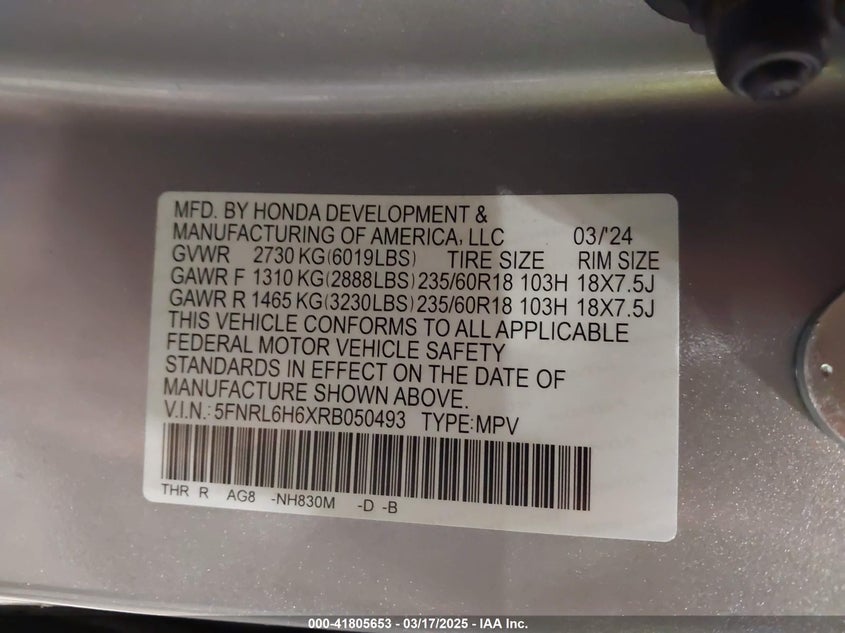 MFD. BY HONDA DEVELOPMENT &
MANUFACTURING OF AMERICA, LLC 03/'24
GVWR 2730 KG(6019LBS) TIRE SIZE RIM SIZE
GAWR F 1310 KG(2888LBS) 235/60R18 103H 18X7.5J
GAWR R 1465 KG(3230LBS) 235/60R18 103H 18X7.5J
THIS VEHICLE CONFORMS TO ALL APPLICABLE
FEDERAL MOTOR VEHICLE SAFETY
STANDARDS IN EFFECT ON THE DATE OF
MANUFACTURE SHOWN ABOVE.
V.I.N.: 5FNRL6H6XRB050493 TYPE:MPV
THR R AG8 -NH830M -D -B
000-41805653 - 03/17/2025 - IAA Inc.